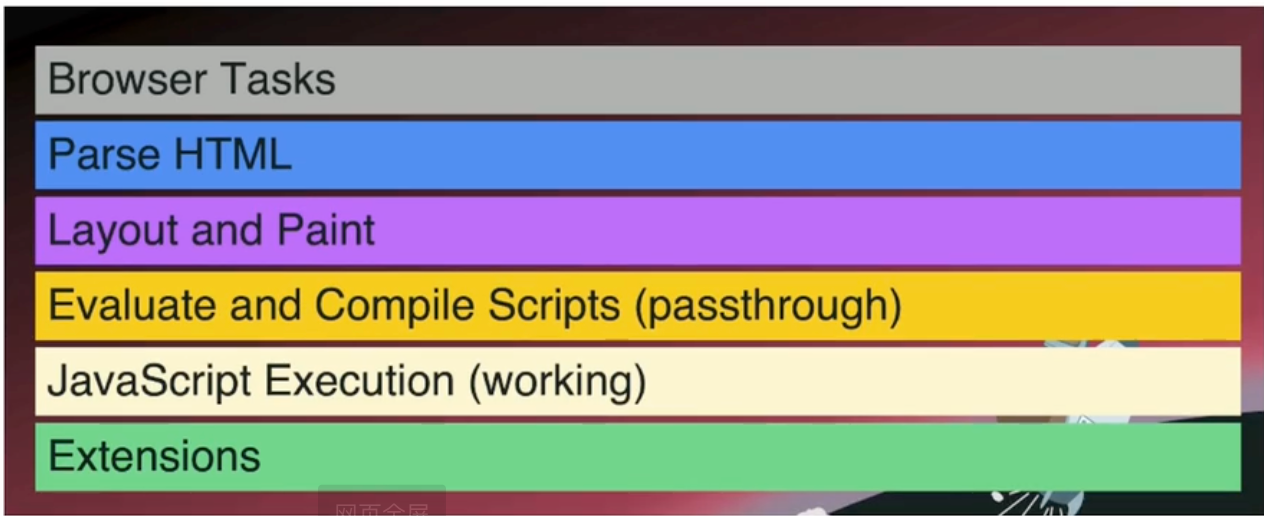 Browser Tasks
Parse HTML
Layout and Paint
Evaluate and Compile Scripts (passthrough)
JavaScript Execution (working)
Extensions
网页全屏